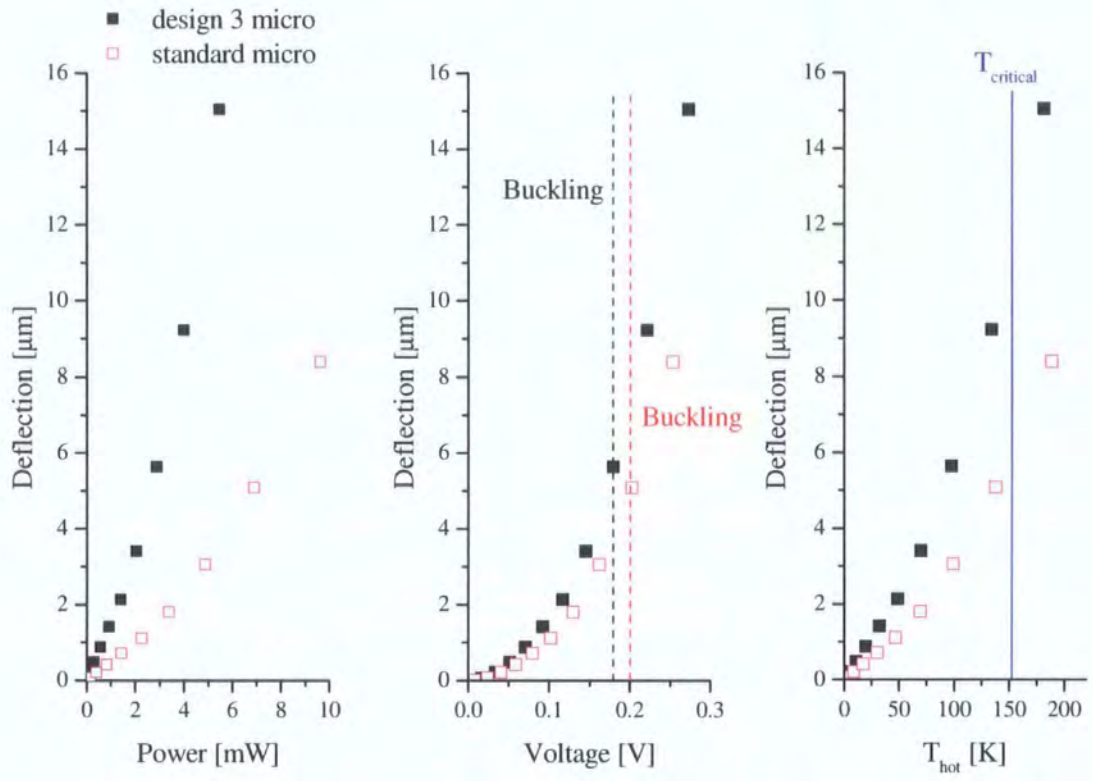 design 3 micro
standard micro
16
14
12
10
8
6
4
2
0
Deflection [μm]
0 2 4 6 8 10
Power [mW]
16
14
12
10
8
6
4
2
0
Deflection [μm]
Buckling
Buckling
0.0 0.1 0.2 0.3
Voltage [V]
T critical
16
14
12
10
8
6
4
2
0
Deflection [μm]
0 50 100 150 200
T hot [K]